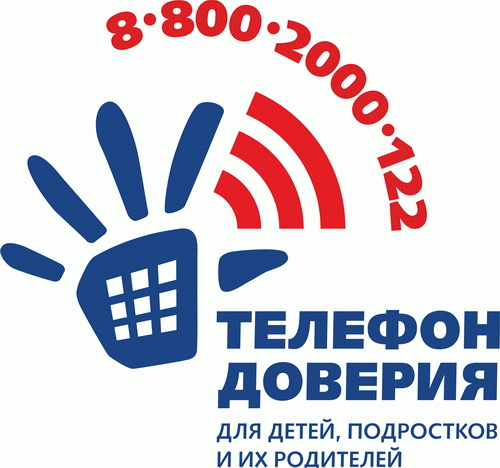 8·800·2000·122
ТЕЛЕФОН
ДОВЕРИЯ
ДЛЯ ДЕТЕЙ, ПОДРОСТКОВ
И ИХ РОДИТЕЛЕЙ